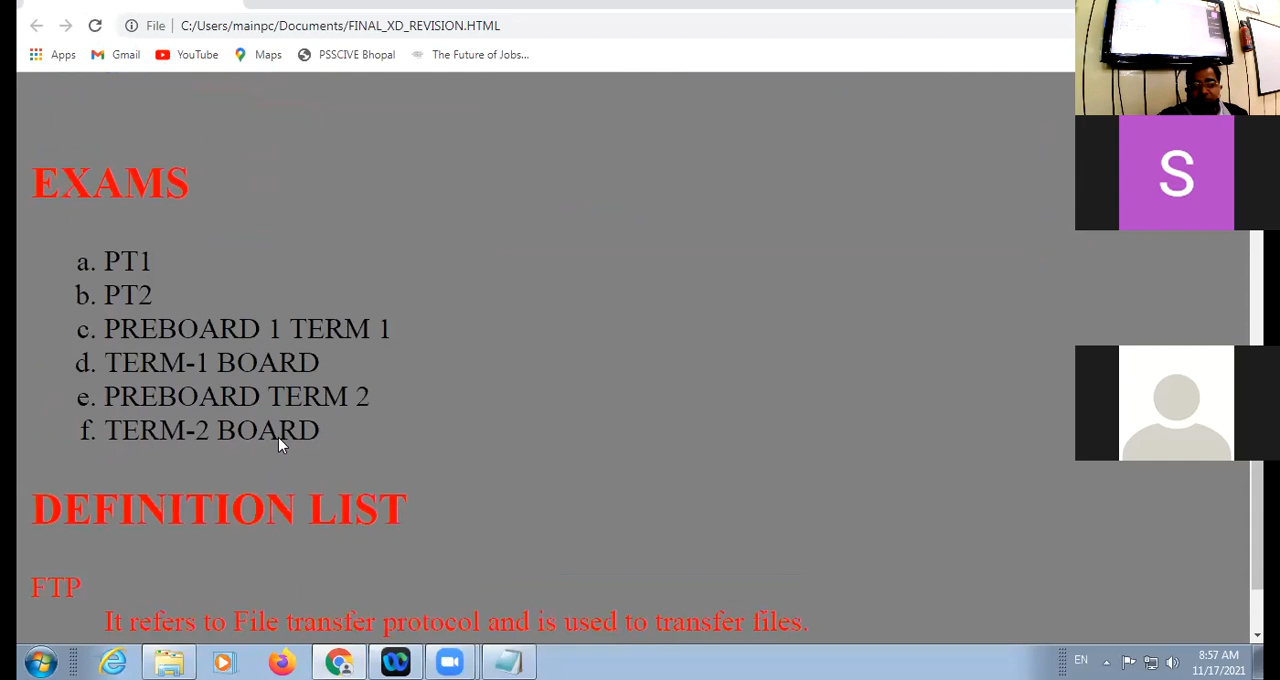 File C:/Users/mainpc/Documents/FINAL_XD_REVISION.HTML
Apps Gmail YouTube Maps PSSCIVE Bhopal The Future of Jobs...
EXAMS
a. PT1
b. PT2
c. PREBOARD 1 TERM 1
d. TERM-1 BOARD
e. PREBOARD TERM 2
f. TERM-2 BOARD
DEFINITION LIST
FTP
It refers to File transfer protocol and is used to transfer files.
S
EN
8:57 AM
11/17/2021